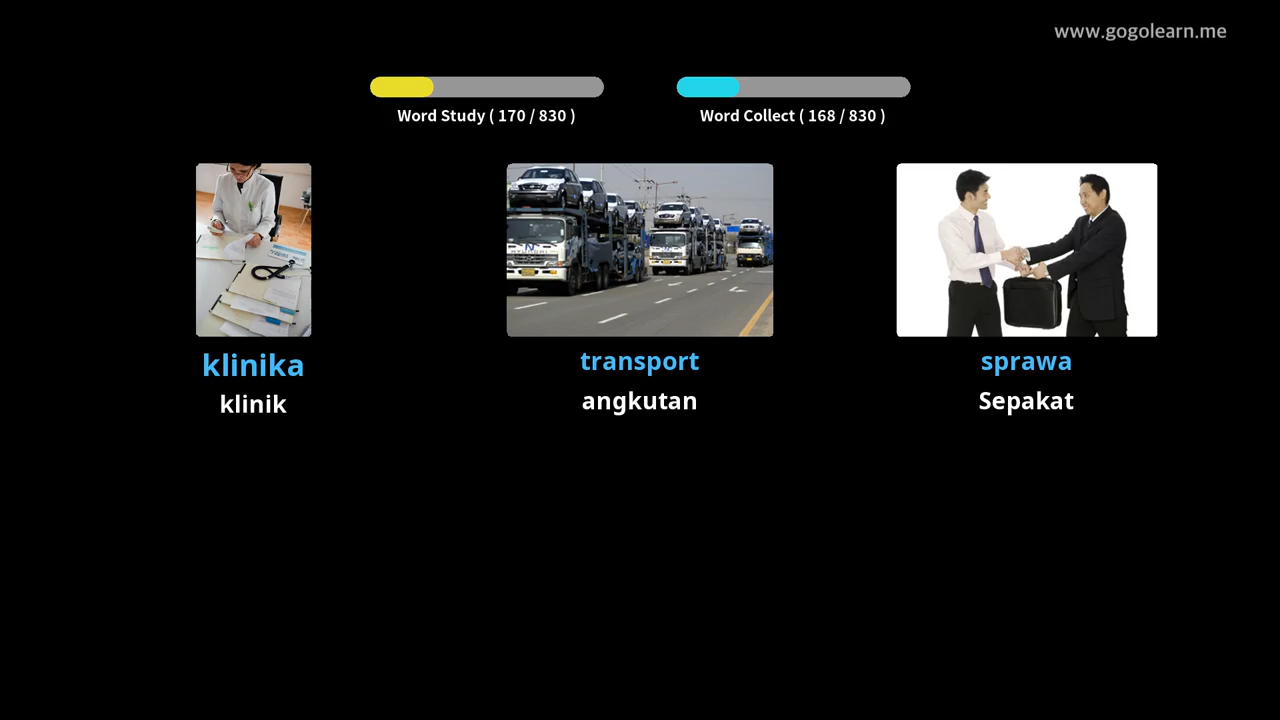 www.gogolearn.me
Word Study ( 170 / 830 )
Word Collect ( 168 / 830 )
klinika
klinik
transport
angkutan
sprawa
Sepakat